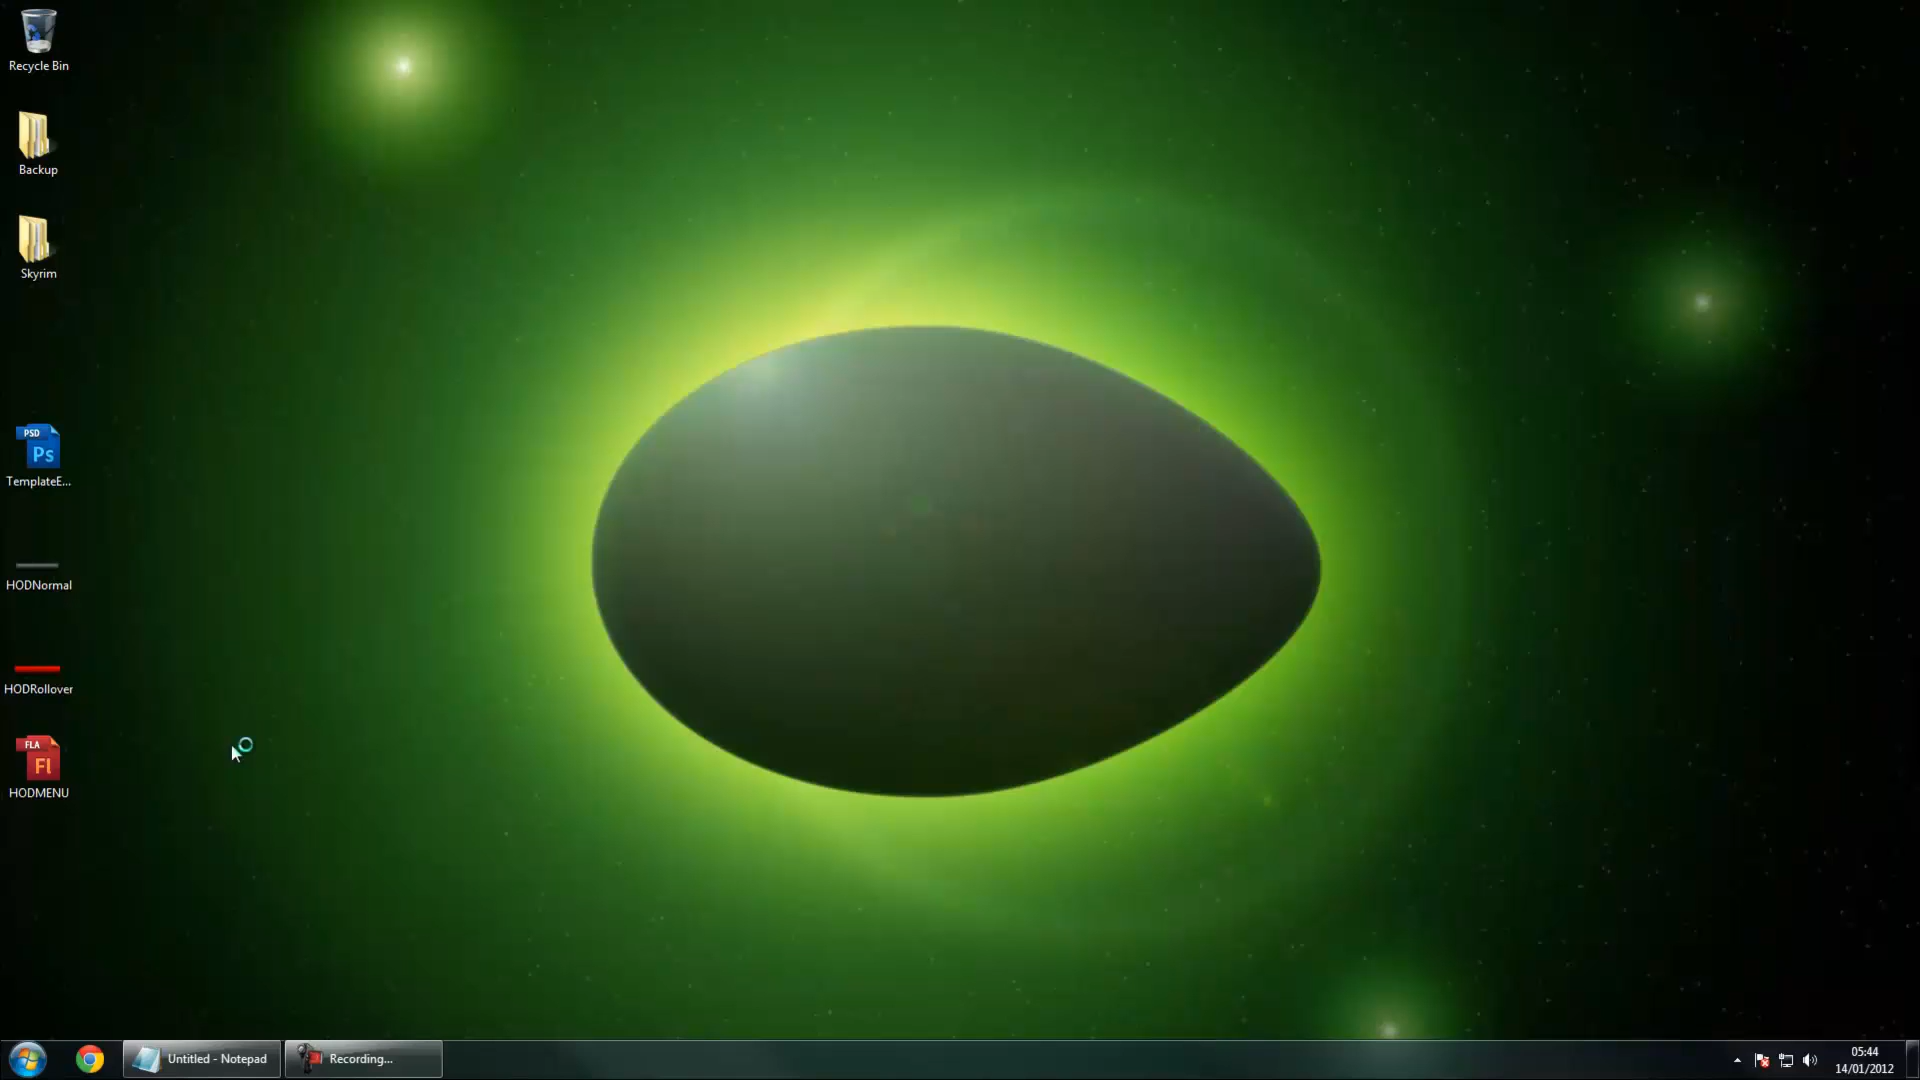 Recycle Bin
Backup
Skyrim
PSD
Ps
TemplateE...
HODNormal
HODRollover
FLA
Fl
HODMENU
Untitled - Notepad
Recording...
05:44
14/01/2012